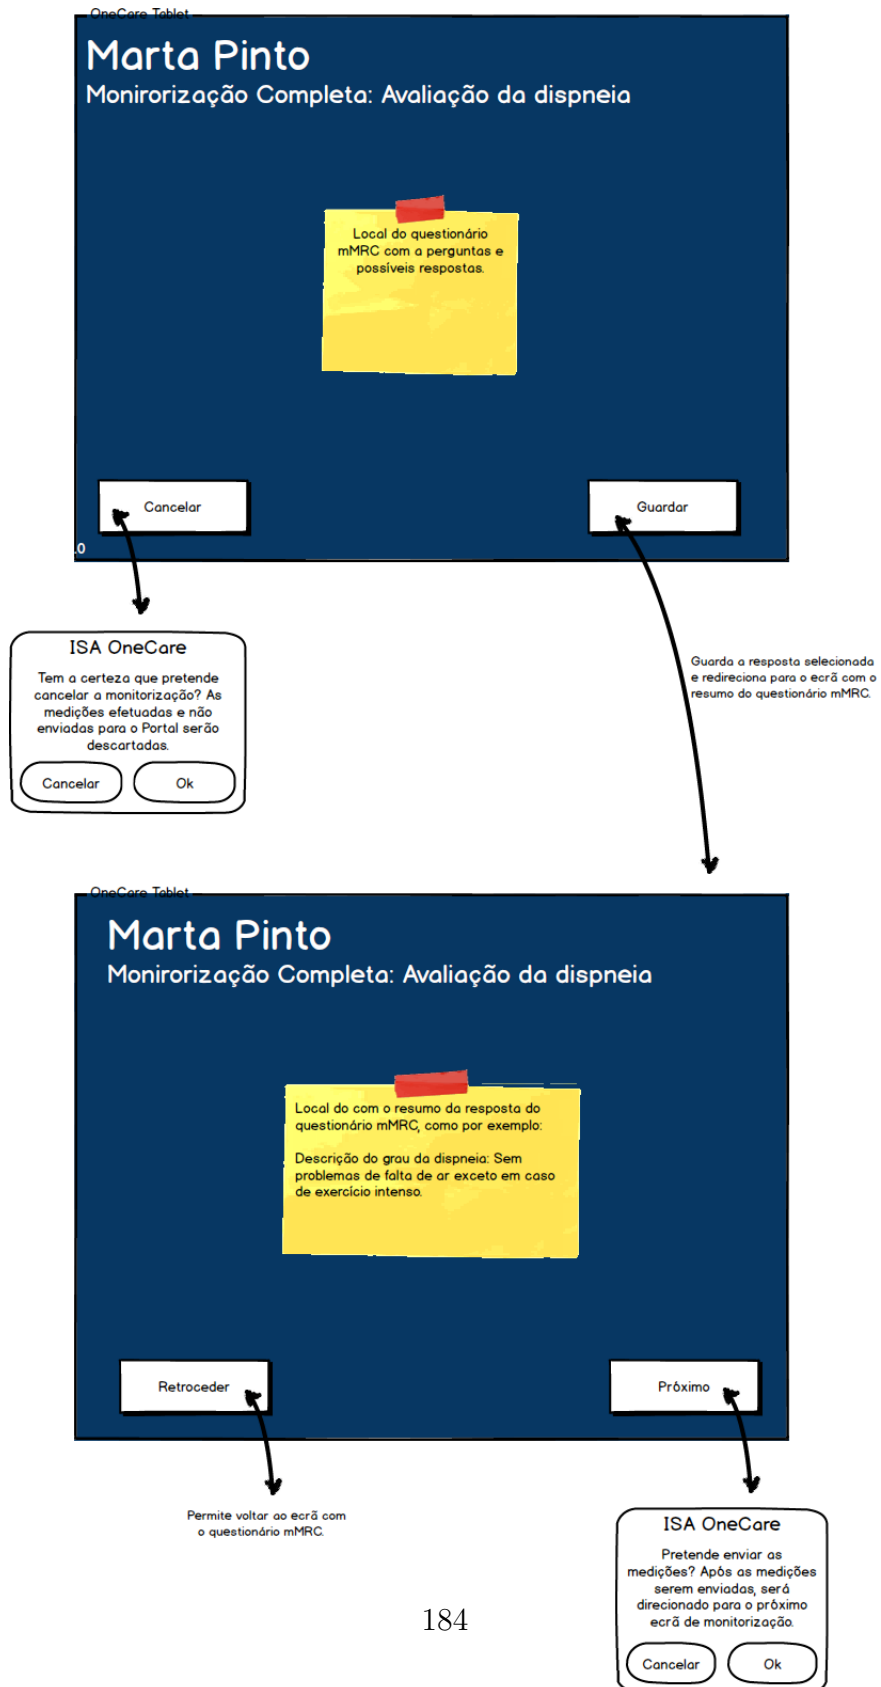 OneCare Tablet
Marta Pinto
Monirorização Completa: Avaliação da dispneia
Local do questionário
mMRC com a perguntas e
possíveis respostas.
Cancelar
Guardar
.0
ISA OneCare
Tem a certeza que pretende
cancelar a monitorização? As
medições efetuadas e não
enviadas para o Portal serão
descartadas.
Cancelar
Ok
Guarda a resposta selecionada
e redireciona para o ecrã com o
resumo do questionário mMRC.
OneCare Tablet
Marta Pinto
Monirorização Completa: Avaliação da dispneia
Local do com o resumo da resposta do
questionário mMRC, como por exemplo:
Descrição do grau da dispneia: Sem
problemas de falta de ar exceto em caso
de exercício intenso.
Retroceder
Próximo
Permite voltar ao ecrã com
o questionário mMRC.
ISA OneCare
Pretende enviar as
medições? Após as medições
serem enviadas, será
direcionado para o próximo
ecrã de monitorização.
Cancelar
Ok
184